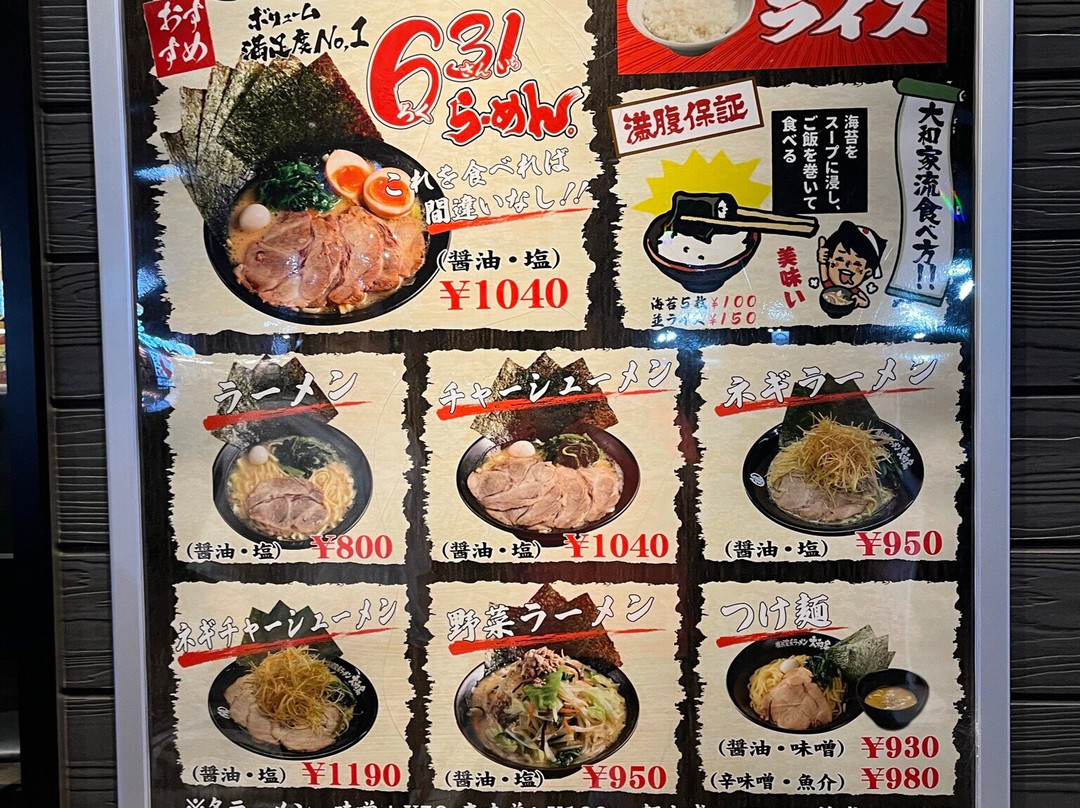 おすすめ
ボリューム
満足度No,1
631
ろく さん いち
らーめん。
これを食べれば
間違いなし!!
(醤油・塩)
¥1040
ライス
満腹保証
海苔を
スープに浸し、
ご飯を巻いて
食べる
大和家流食べ方!!
美味い
海苔5枚¥100
並ライス¥150
ラーメン
(醤油・塩) ¥800
チャーシューメン
(醤油・塩) ¥1040
ネギラーメン
(醤油・塩) ¥950
ネギチャーシューメン
(醤油・塩) ¥1190
野菜ラーメン
(醤油・塩) ¥950
つけ麺
(醤油・味噌) ¥930
(辛味噌・魚介) ¥980